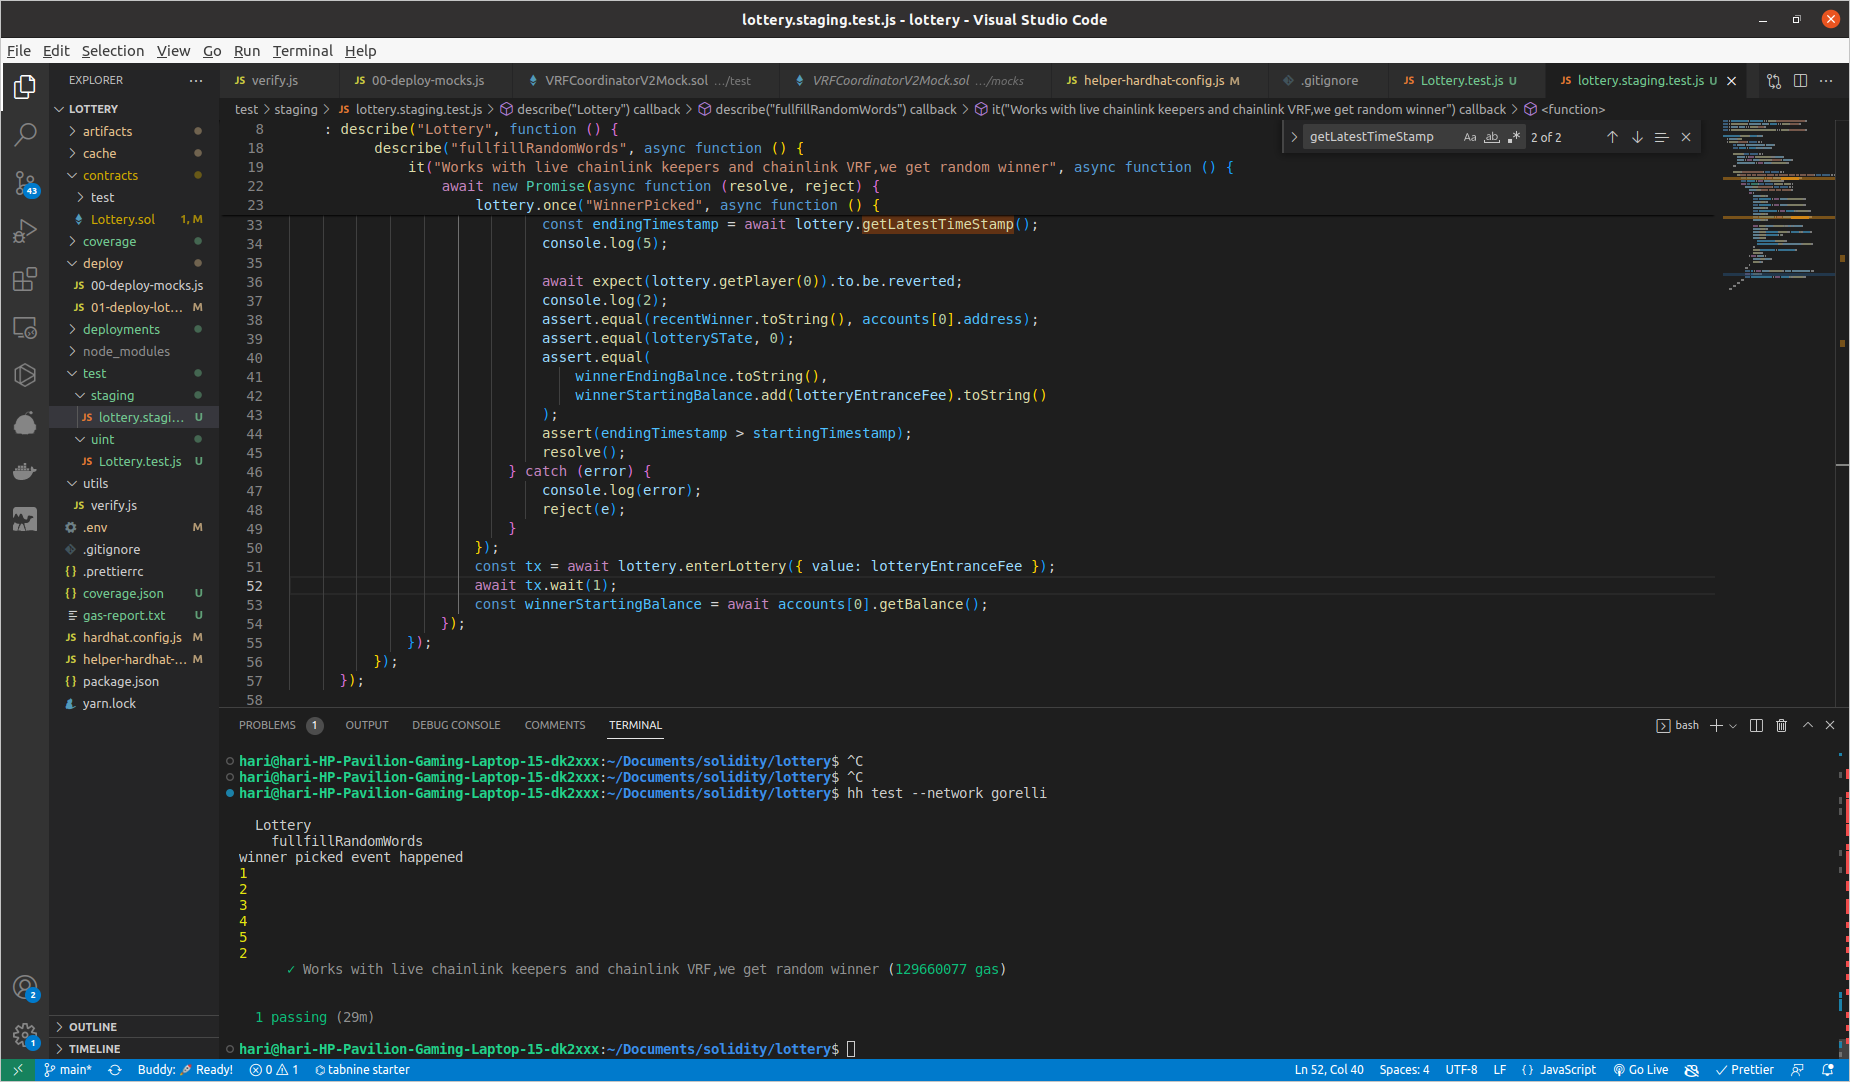 lottery.staging.test.js - lottery - Visual Studio Code
File Edit Selection View Go Run Terminal Help
EXPLORER
LOTTERY
artifacts
cache
contracts
test
Lottery.sol 1, M
coverage
deploy
00-deploy-mocks.js
01-deploy-lot... M
deployments
node_modules
test
staging
JS lottery.stagi... U
uint
JS Lottery.test.js U
utils
JS verify.js
.env M
.gitignore
.prettierrc
{} coverage.json U
gas-report.txt U
JS hardhat.config.js M
JS helper-hardhat-... M
{} package.json
yarn.lock
OUTLINE
TIMELINE
43
2
1
JS verify.js JS 00-deploy-mocks.js VRFCoordinatorV2Mock.sol .../test VRFCoordinatorV2Mock.sol .../mocks JS helper-hardhat-config.js M .gitignore JS Lottery.test.js U JS lottery.staging.test.js U
test > staging > JS lottery.staging.test.js > describe("Lottery") callback > describe("fullfillRandomWords") callback > it("Works with live chainlink keepers and chainlink VRF,we get random winner") callback > <function>
getLatestTimeStamp Aa ab .* 2 of 2
8 : describe("Lottery", function () {
18 describe("fullfillRandomWords", async function () {
19 it("Works with live chainlink keepers and chainlink VRF,we get random winner", async function () {
22 await new Promise(async function (resolve, reject) {
23 lottery.once("WinnerPicked", async function () {
33 const endingTimestamp = await lottery.getLatestTimeStamp();
34 console.log(5);
35
36 await expect(lottery.getPlayer(0)).to.be.reverted;
37 console.log(2);
38 assert.equal(recentWinner.toString(), accounts[0].address);
39 assert.equal(lotterySTate, 0);
40 assert.equal(
41 winnerEndingBalnce.toString(),
42 winnerStartingBalance.add(lotteryEntranceFee).toString()
43 );
44 assert(endingTimestamp > startingTimestamp);
45 resolve();
46 } catch (error) {
47 console.log(error);
48 reject(e);
49 }
50 });
51 const tx = await lottery.enterLottery({ value: lotteryEntranceFee });
52 await tx.wait(1);
53 const winnerStartingBalance = await accounts[0].getBalance();
54 });
55 });
56 });
57 });
58
PROBLEMS 1 OUTPUT DEBUG CONSOLE COMMENTS TERMINAL bash
hari@hari-HP-Pavilion-Gaming-Laptop-15-dk2xxx:~/Documents/solidity/lottery$ ^C
hari@hari-HP-Pavilion-Gaming-Laptop-15-dk2xxx:~/Documents/solidity/lottery$ ^C
hari@hari-HP-Pavilion-Gaming-Laptop-15-dk2xxx:~/Documents/solidity/lottery$ hh test --network gorelli
Lottery
fullfillRandomWords
winner picked event happened
1
2
3
4
5
2
✓ Works with live chainlink keepers and chainlink VRF,we get random winner (129660077 gas)
1 passing (29m)
hari@hari-HP-Pavilion-Gaming-Laptop-15-dk2xxx:~/Documents/solidity/lottery$
main* Buddy: Ready! 0 1 tabnine starter Ln 52, Col 40 Spaces: 4 UTF-8 LF {} JavaScript Go Live Prettier